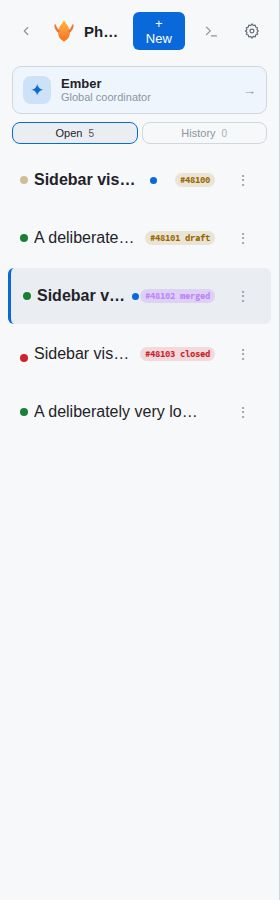 Ph…
+
New
Ember
Global coordinator
Open 5
History 0
Sidebar vis… #48100
A deliberate… #48101 draft
Sidebar v… #48102 merged
Sidebar vis… #48103 closed
A deliberately very lo…